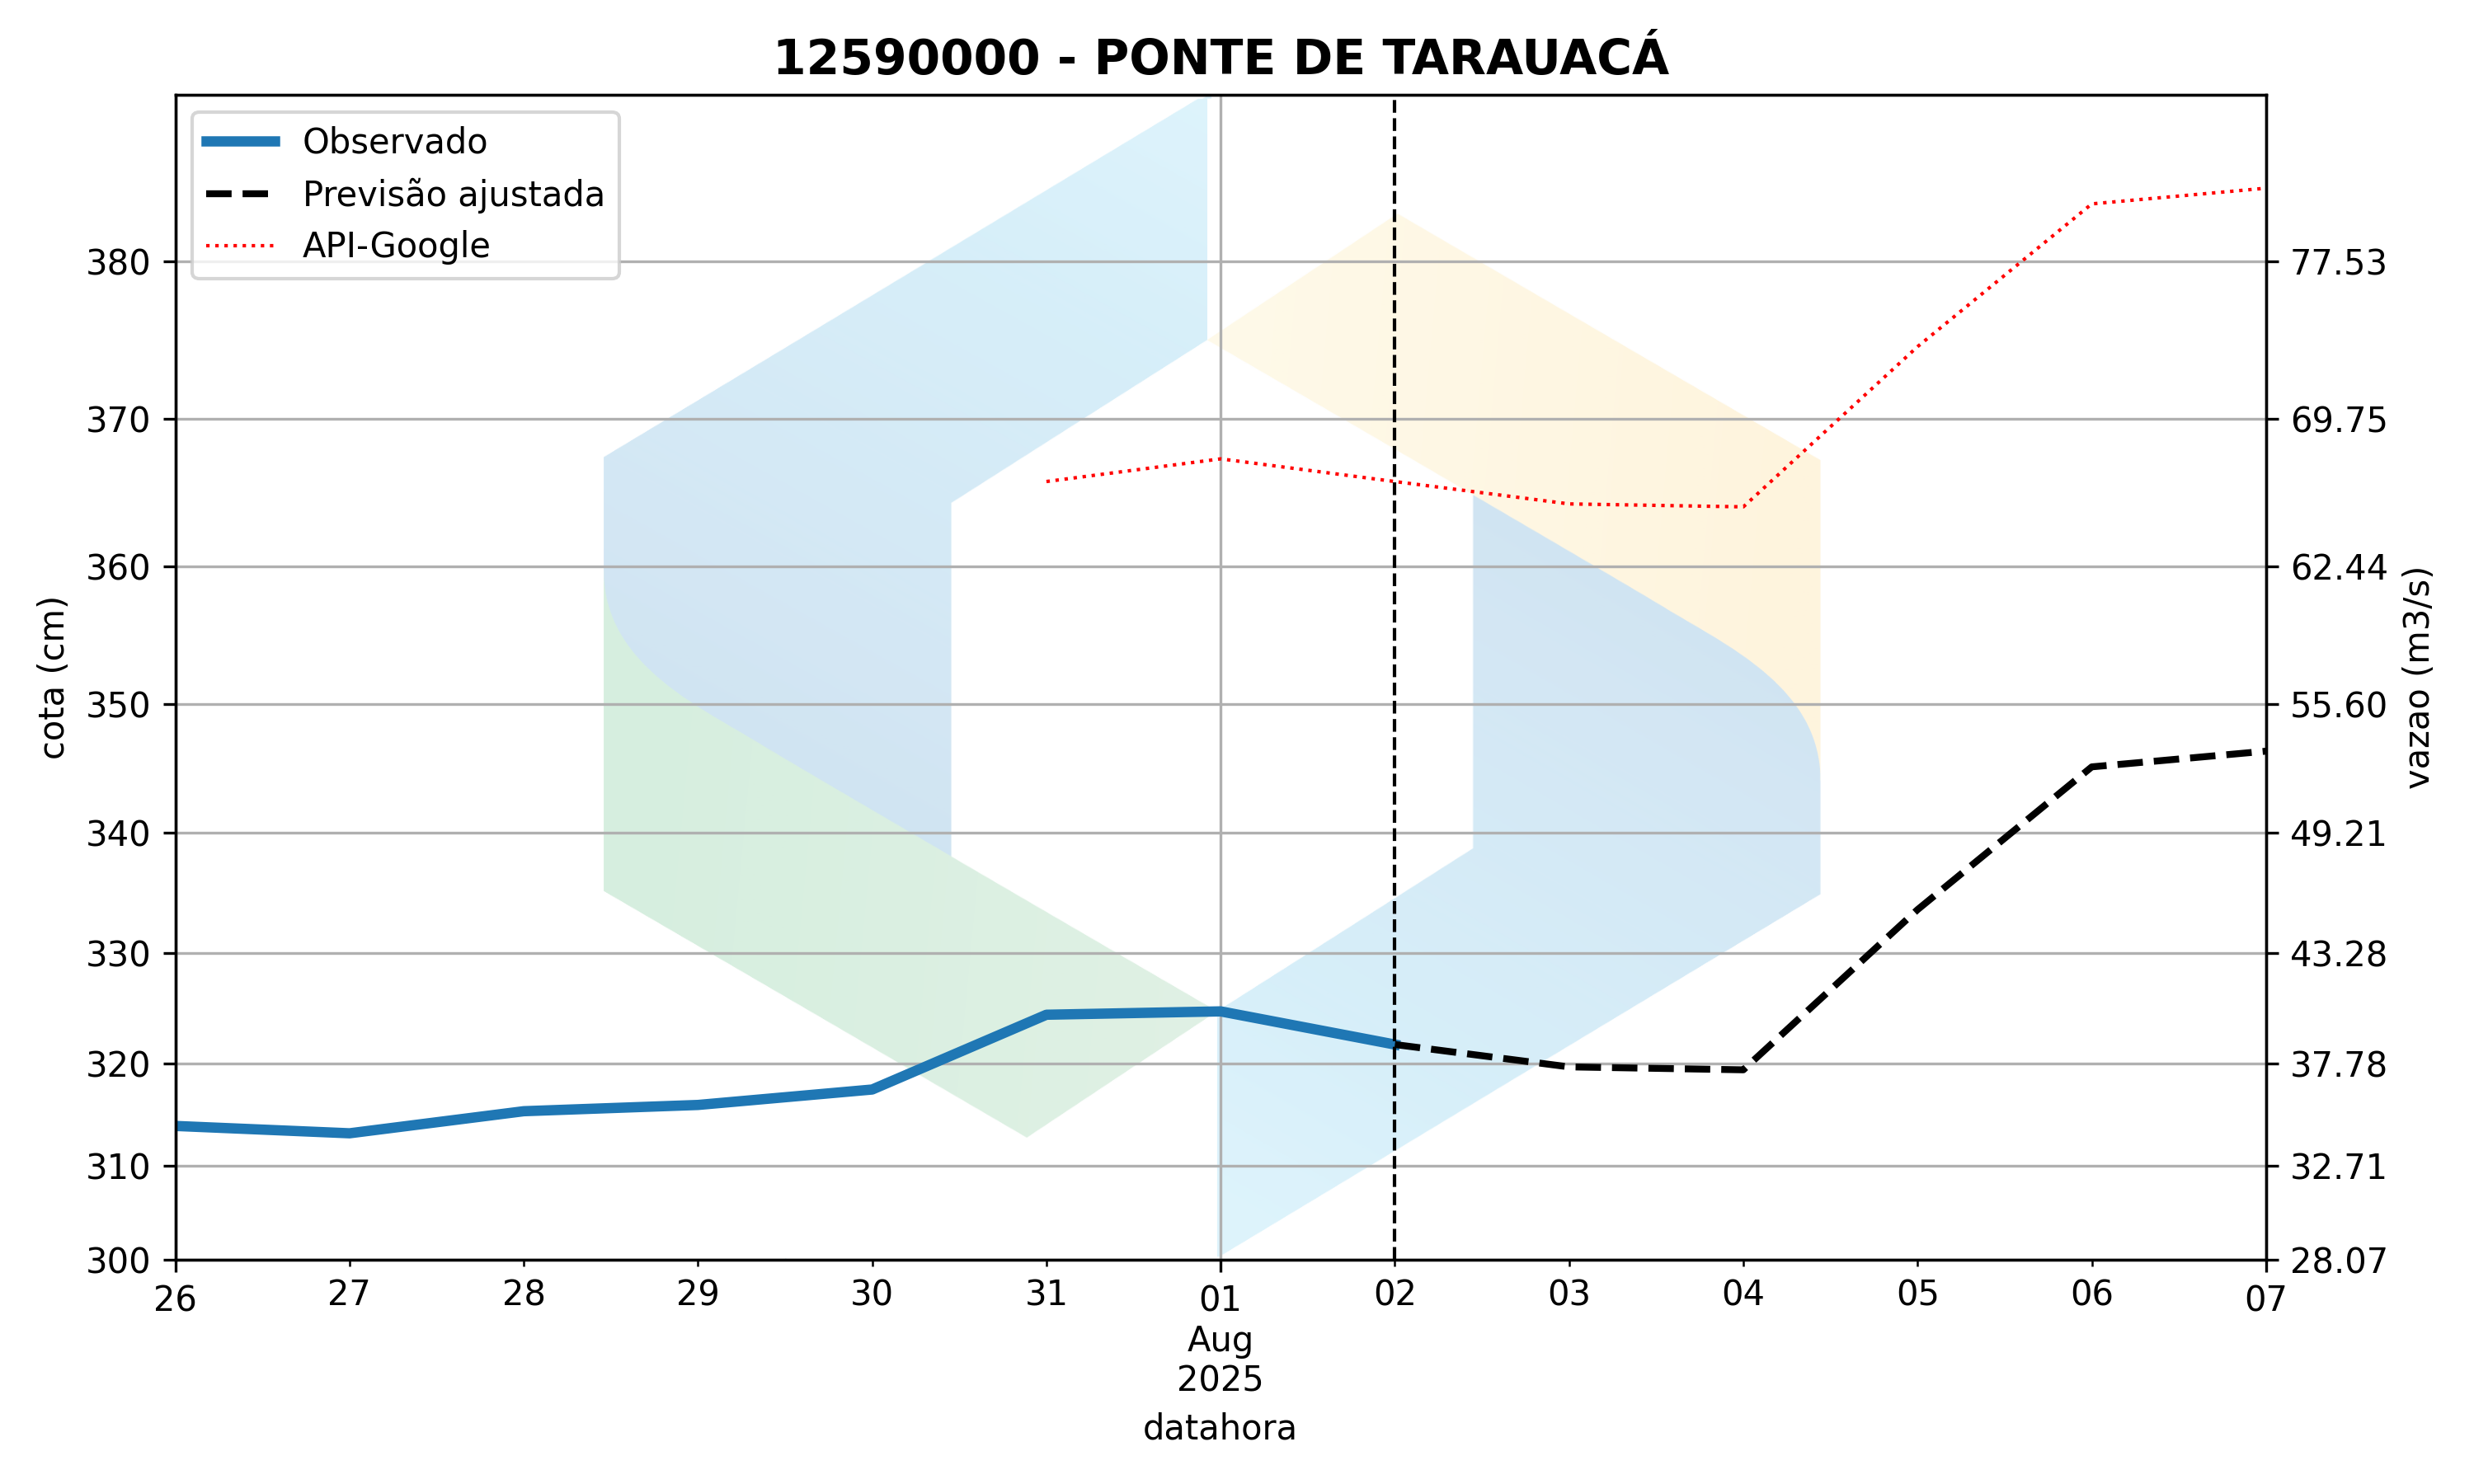 12590000 - PONTE DE TARAUACÁ
Observado
Previsão ajustada
API-Google
cota (cm)
380
370
360
350
340
330
320
310
300
77.53
69.75
62.44
55.60
49.21
43.28
37.78
32.71
28.07
vazao (m3/s)
26 27 28 29 30 31 01 02 03 04 05 06 07
Aug
2025
datahora